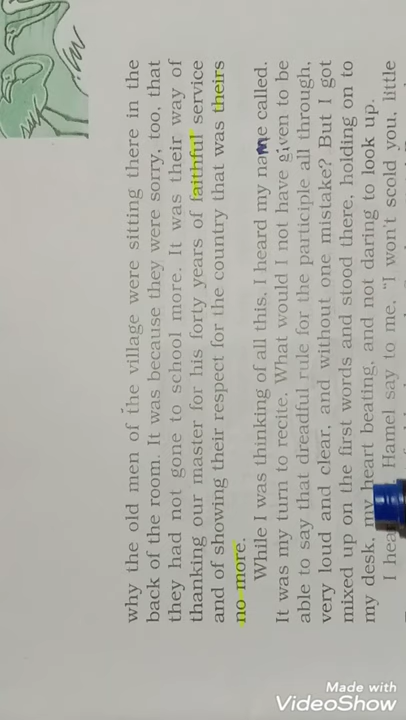 why the old men of the village were sitting there in the
back of the room. It was because they were sorry, too, that
they had not gone to school more. It was their way of
thanking our master for his forty years of faithful service
and of showing their respect for the country that was theirs
no more.
While I was thinking of all this, I heard my name called.
It was my turn to recite. What would I not have given to be
able to say that dreadful rule for the participle all through,
very loud and clear, and without one mistake? But I got
mixed up on the first words and stood there, holding on to
my desk, my heart beating, and not daring to look up.
Hamel say to me, "I won't scold you, little
Made with
VideoShow